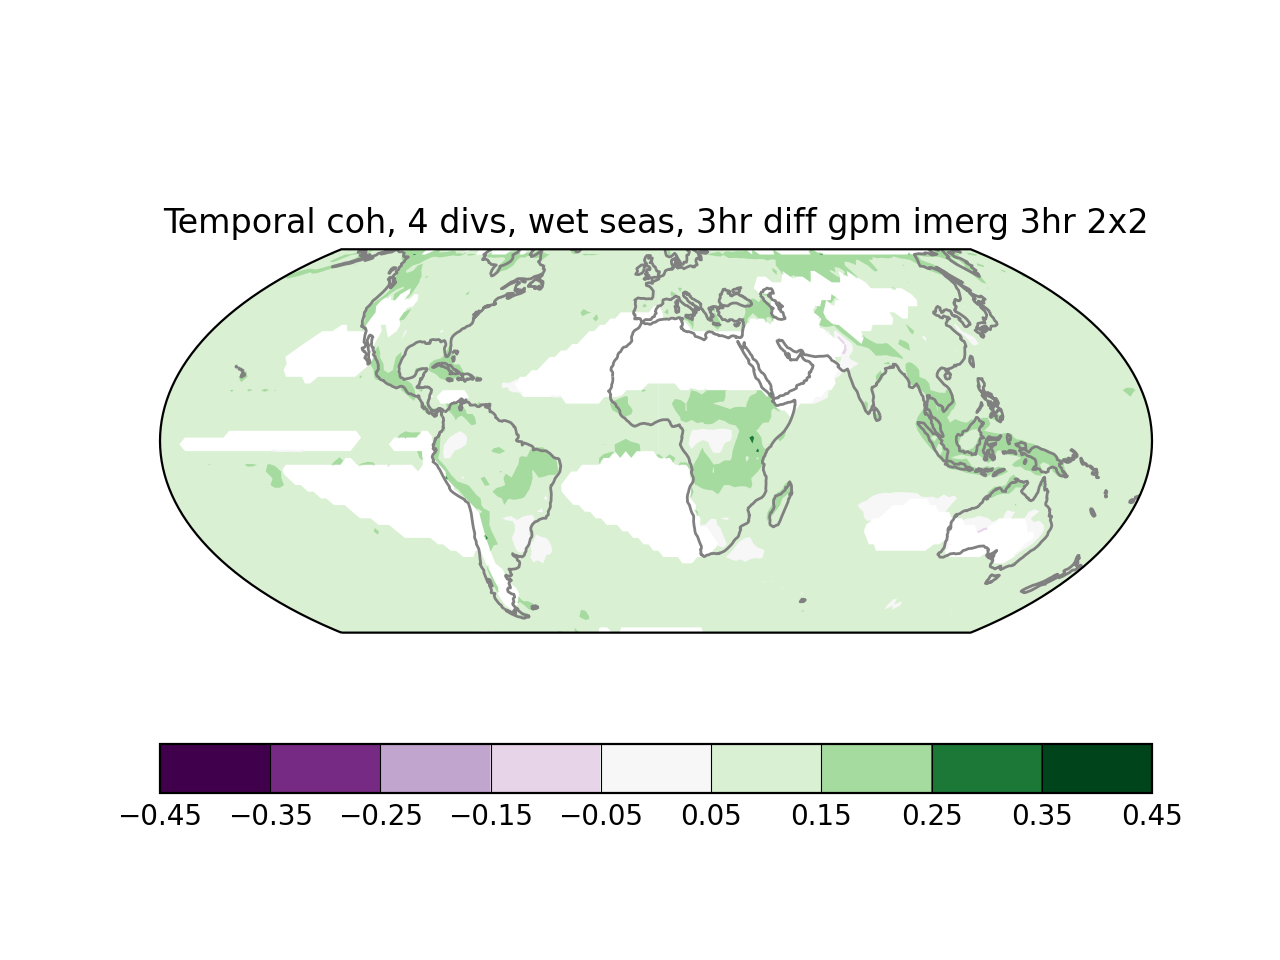 Temporal coh, 4 divs, wet seas, 3hr diff gpm imerg 3hr 2x2
−0.45 −0.35 −0.25 −0.15 −0.05 0.05 0.15 0.25 0.35 0.45